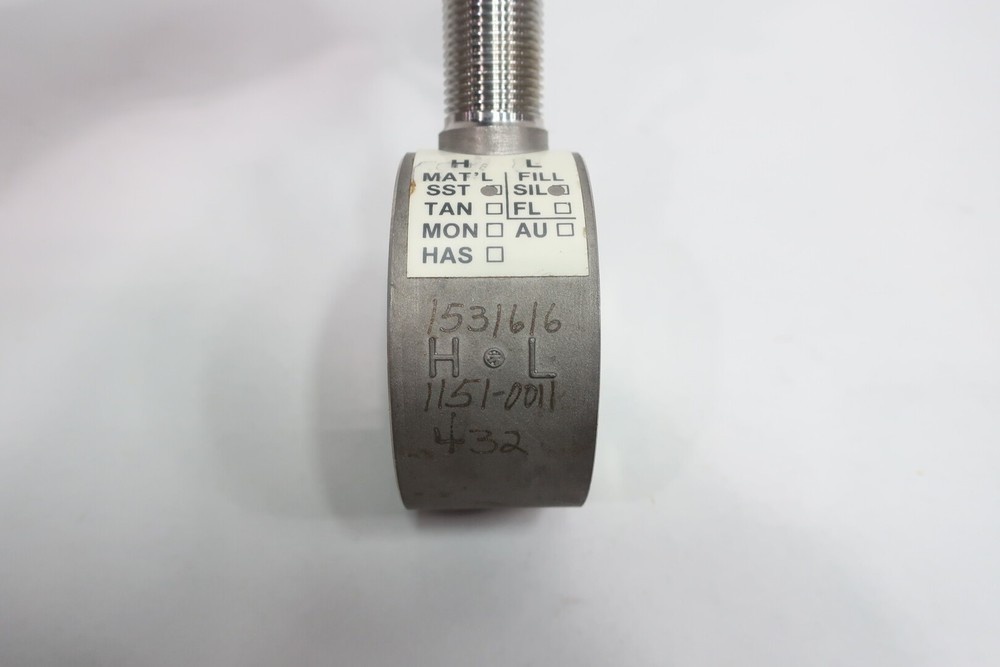 H L
MAT'L FILL
SST SIL
TAN FL
MON AU
HAS
1531616
H L
1151-0011
432